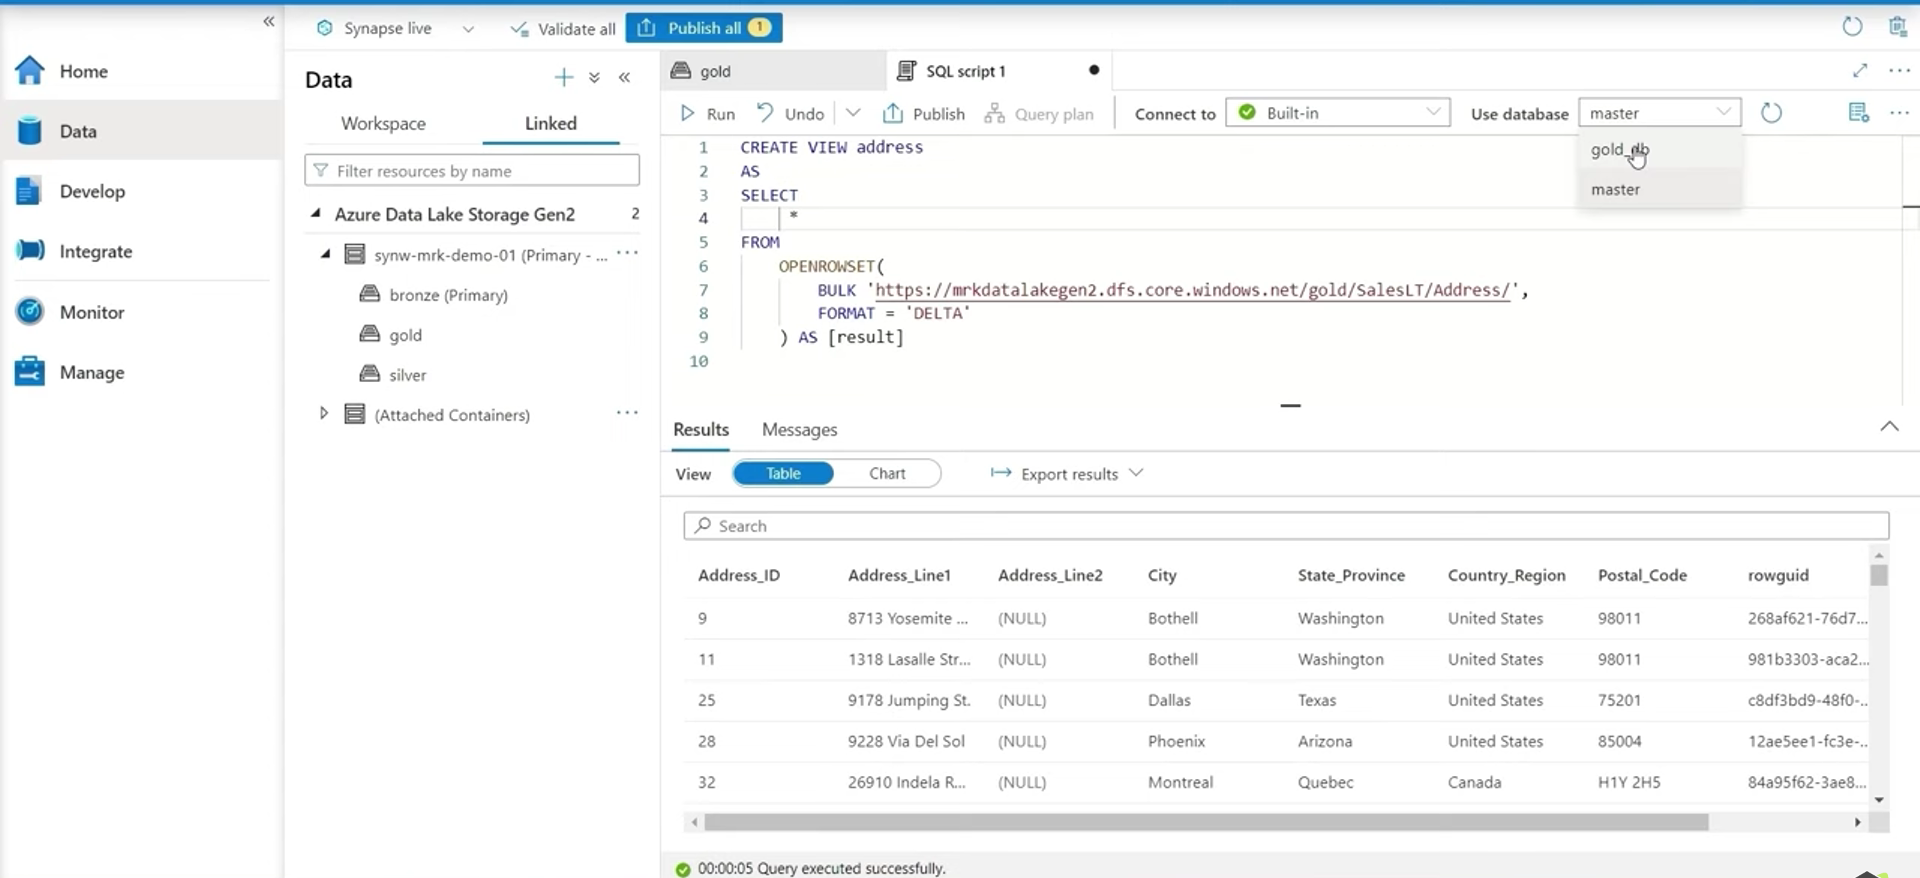 Synapse live
Validate all
Publish all 1
Home
Data
Develop
Integrate
Monitor
Manage
Data
Workspace
Linked
Filter resources by name
Azure Data Lake Storage Gen2 2
synw-mrk-demo-01 (Primary - ...
bronze (Primary)
gold
silver
(Attached Containers)
gold
SQL script 1
Run
Undo
Publish
Query plan
Connect to
Built-in
Use database
master
gold_db
master
1 CREATE VIEW address
2 AS
3 SELECT
4 *
5 FROM
6 OPENROWSET(
7 BULK 'https://mrkdatalakegen2.dfs.core.windows.net/gold/SalesLT/Address/',
8 FORMAT = 'DELTA'
9 ) AS [result]
10
Results
Messages
View
Table
Chart
Export results
Search
Address_ID Address_Line1 Address_Line2 City State_Province Country_Region Postal_Code rowguid
9 8713 Yosemite ... (NULL) Bothell Washington United States 98011 268af621-76d7...
11 1318 Lasalle Str... (NULL) Bothell Washington United States 98011 981b3303-aca2...
25 9178 Jumping St. (NULL) Dallas Texas United States 75201 c8df3bd9-48f0-..
28 9228 Via Del Sol (NULL) Phoenix Arizona United States 85004 12ae5ee1-fc3e-..
32 26910 Indela R... (NULL) Montreal Quebec Canada H1Y 2H5 84a95f62-3ae8...
00:00:05 Query executed successfully.